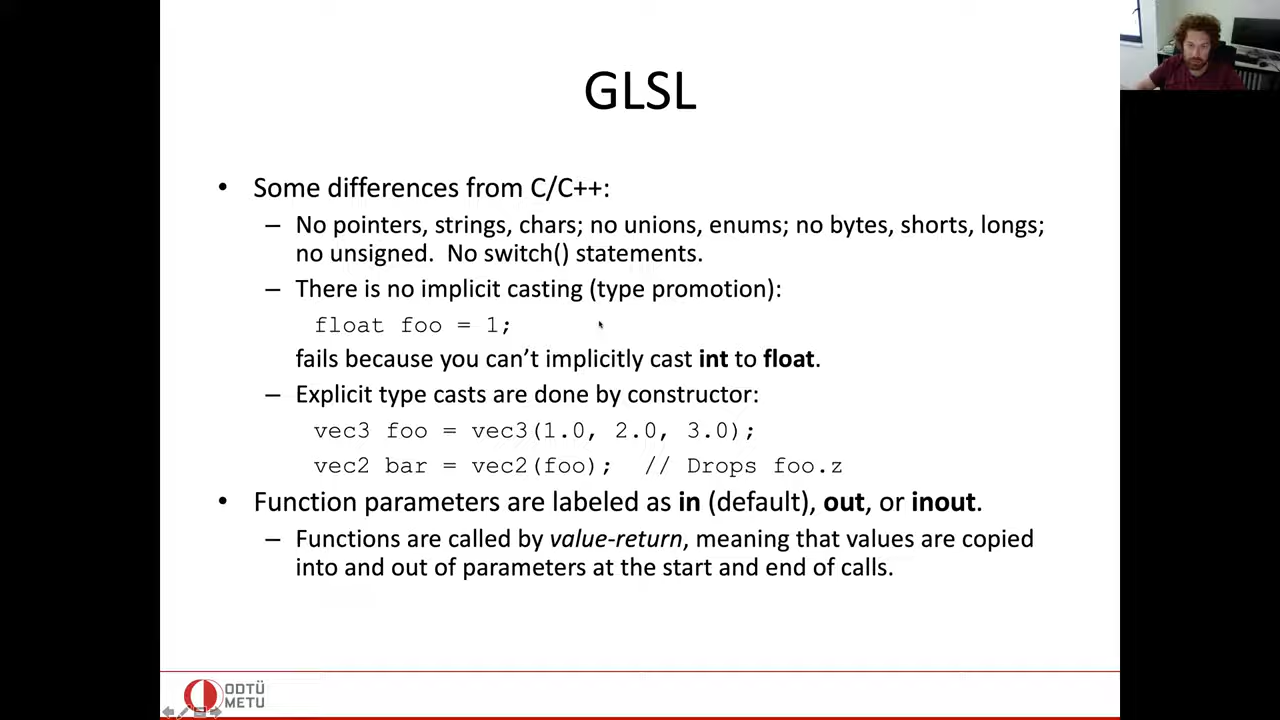 GLSL
• Some differences from C/C++:
– No pointers, strings, chars; no unions, enums; no bytes, shorts, longs;
no unsigned. No switch() statements.
– There is no implicit casting (type promotion):
float foo = 1;
fails because you can’t implicitly cast int to float.
– Explicit type casts are done by constructor:
vec3 foo = vec3(1.0, 2.0, 3.0);
vec2 bar = vec2(foo); // Drops foo.z
• Function parameters are labeled as in (default), out, or inout.
– Functions are called by value-return, meaning that values are copied
into and out of parameters at the start and end of calls.
ODTÜ
METU